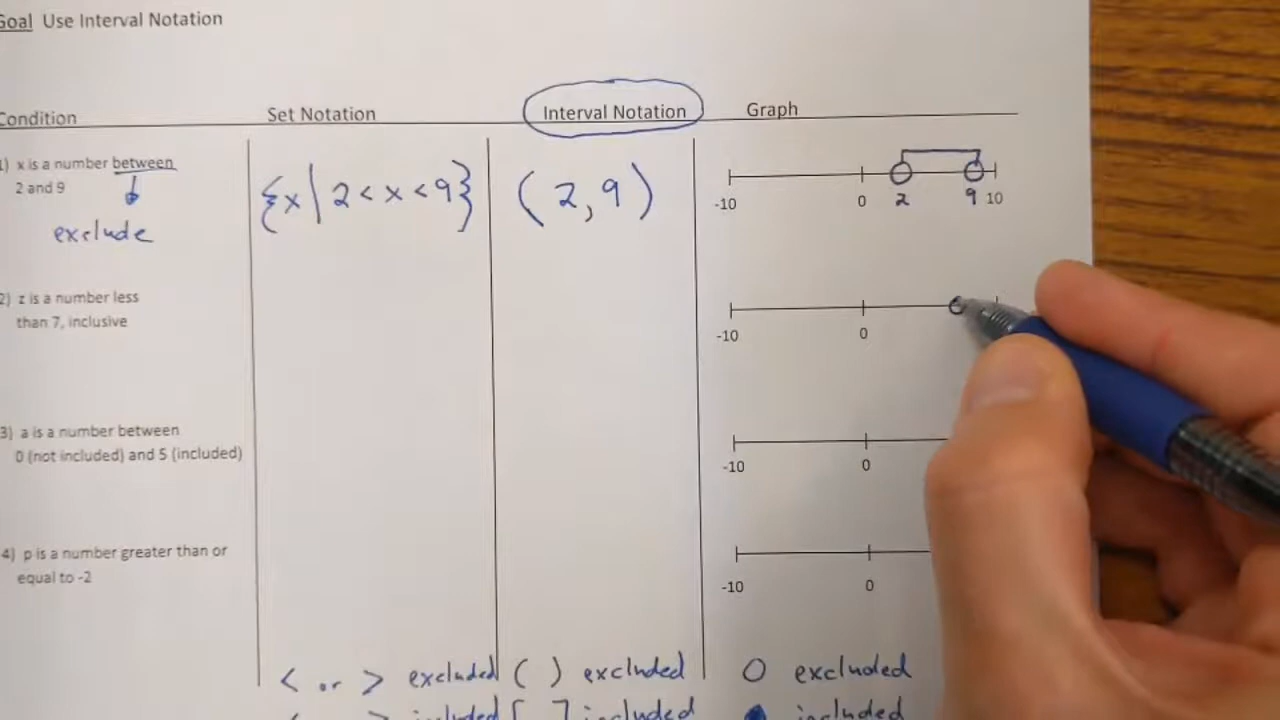 Goal Use Interval Notation
Condition Set Notation Interval Notation Graph
1) x is a number between
2 and 9
exclude
{x | 2 < x < 9}
(2, 9)
-10 0 2 9 10
2) z is a number less
than 7, inclusive
-10 0
3) a is a number between
0 (not included) and 5 (included)
-10 0
4) p is a number greater than or
equal to -2
-10 0
< or > excluded ( ) excluded O excluded
included [ ] included ● included